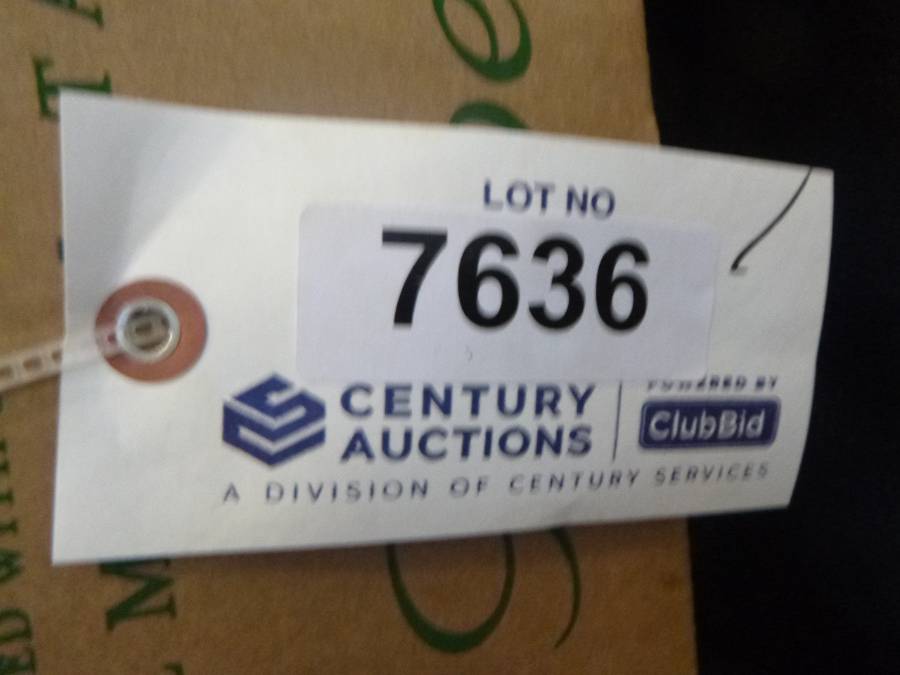 LOT NO
7636
CENTURY
AUCTIONS
POWERED BY
ClubBid
A DIVISION OF CENTURY SERVICES